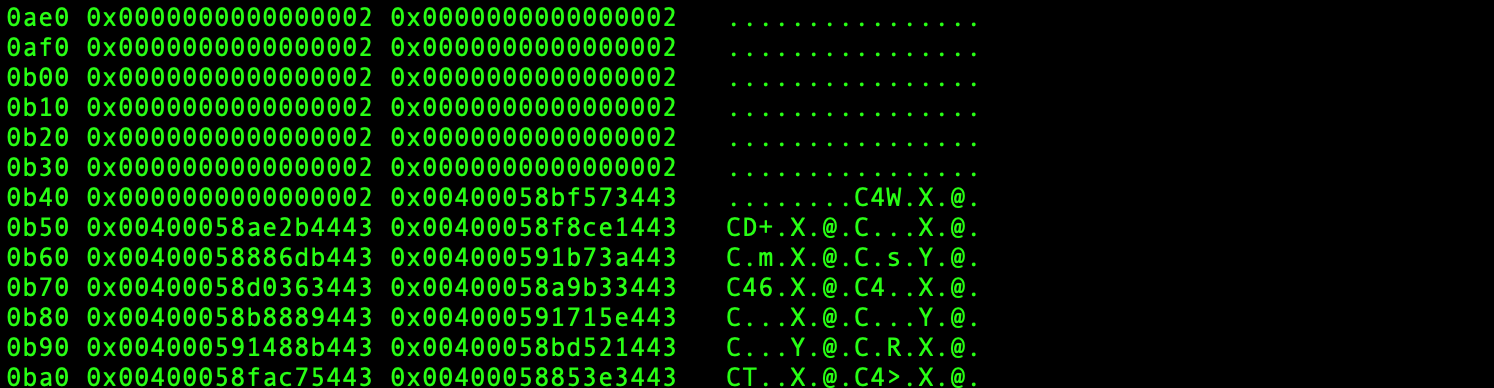 0ae0 0x0000000000000002 0x0000000000000002 ................
0af0 0x0000000000000002 0x0000000000000002 ................
0b00 0x0000000000000002 0x0000000000000002 ................
0b10 0x0000000000000002 0x0000000000000002 ................
0b20 0x0000000000000002 0x0000000000000002 ................
0b30 0x0000000000000002 0x0000000000000002 ................
0b40 0x0000000000000002 0x00400058bf573443 ........C4W.X.@.
0b50 0x00400058ae2b4443 0x00400058f8ce1443 CD+.X.@.C...X.@.
0b60 0x00400058886db443 0x004000591b73a443 C.m.X.@.C.s.Y.@.
0b70 0x00400058d0363443 0x00400058a9b33443 C46.X.@.C4..X.@.
0b80 0x00400058b8889443 0x004000591715e443 C...X.@.C...Y.@.
0b90 0x004000591488b443 0x00400058bd521443 C...Y.@.C.R.X.@.
0ba0 0x00400058fac75443 0x00400058853e3443 CT..X.@.C4>.X.@.